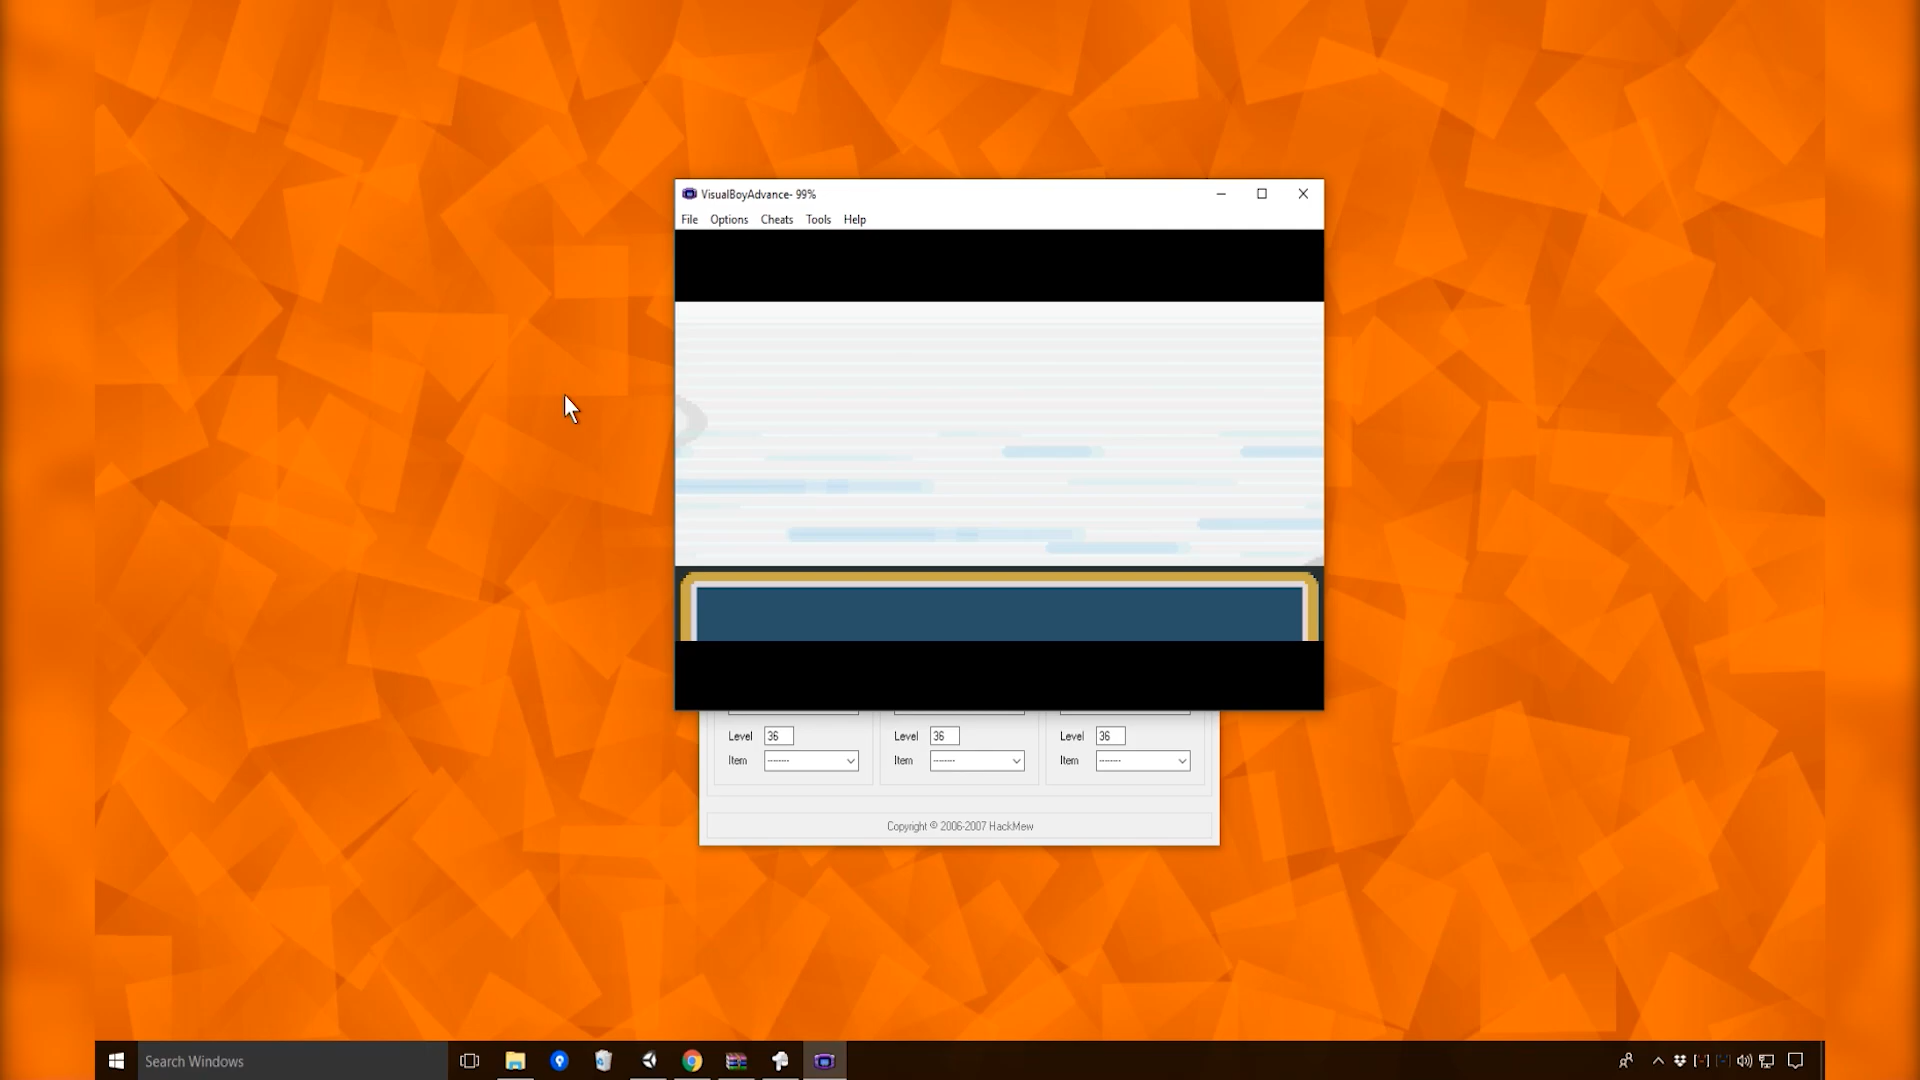 VisualBoyAdvance- 99%
File Options Cheats Tools Help
Level 36 Level 36 Level 36
Item -------- Item -------- Item --------
Copyright © 2006-2007 HackMew
Search Windows